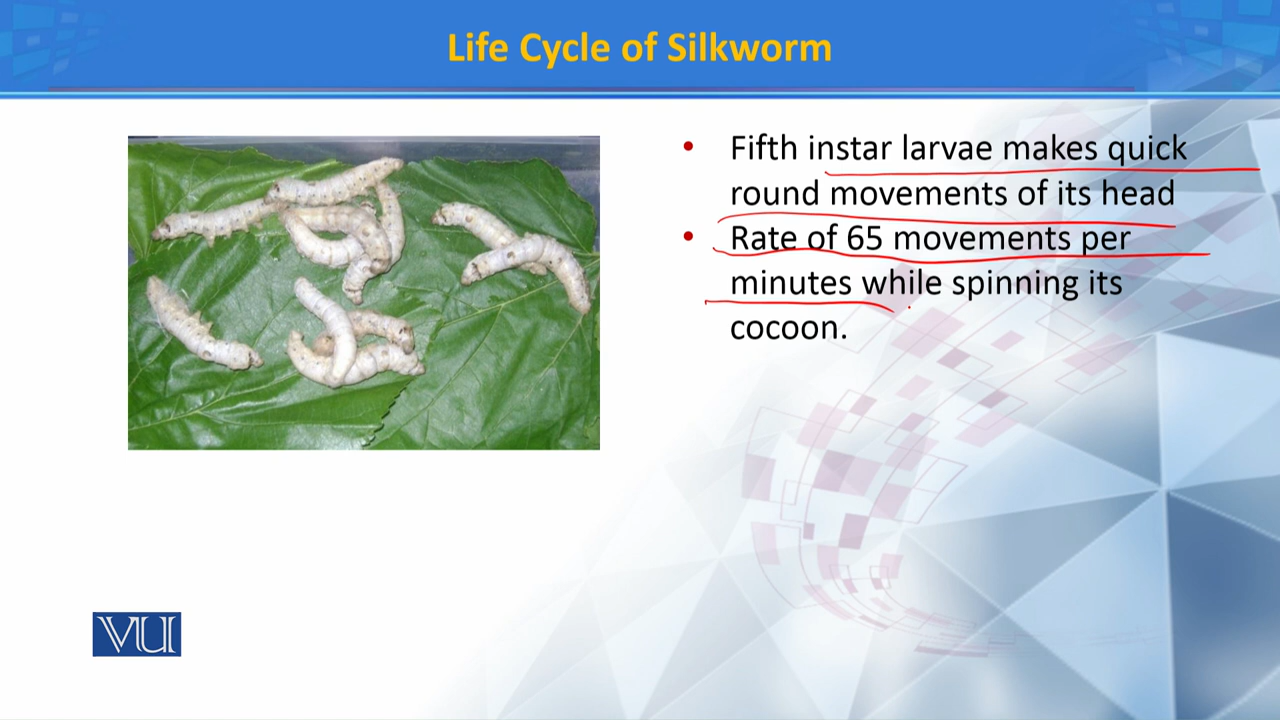 Life Cycle of Silkworm
• Fifth instar larvae makes quick
round movements of its head
• Rate of 65 movements per
minutes while spinning its
cocoon.
VU